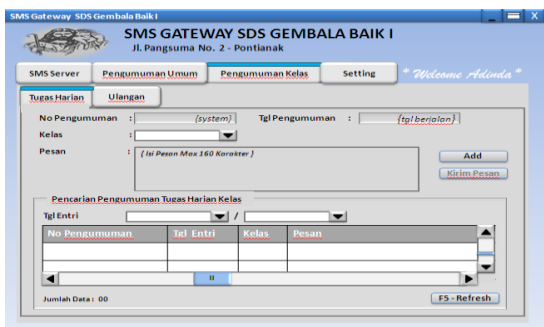 SMS Gateway SDS Gembala Baik I
SMS GATEWAY SDS GEMBALA BAIK I
Jl. Pangsuma No. 2 - Pontianak
SMS Server Pengumuman Umum Pengumuman Kelas Setting " Welcome Adinda "
Tugas Harian Ulangan
No Pengumuman : {system} Tgl Pengumuman : {tgl berjalan}
Kelas :
Pesan : { Isi Pesan Max 160 Karakter }
Add
Kirim Pesan
Pencarian Pengumuman Tugas Harian Kelas
Tgl Entri /
No Pengumuman Tgl Entri Kelas Pesan
Jumlah Data : 00 F5 - Refresh